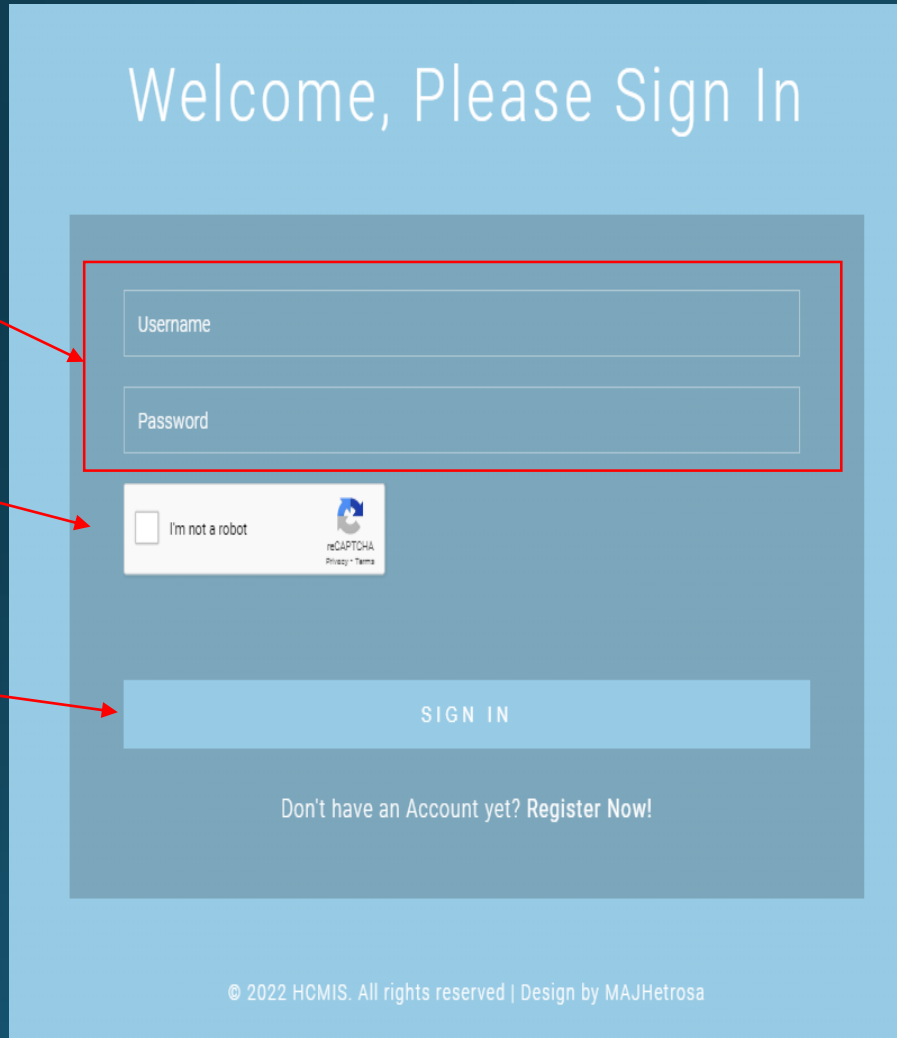 Welcome, Please Sign In
Username
Password
I'm not a robot
reCAPTCHA
Privacy - Terms
SIGN IN
Don't have an Account yet? Register Now!
© 2022 HCMIS. All rights reserved | Design by MAJHetrosa